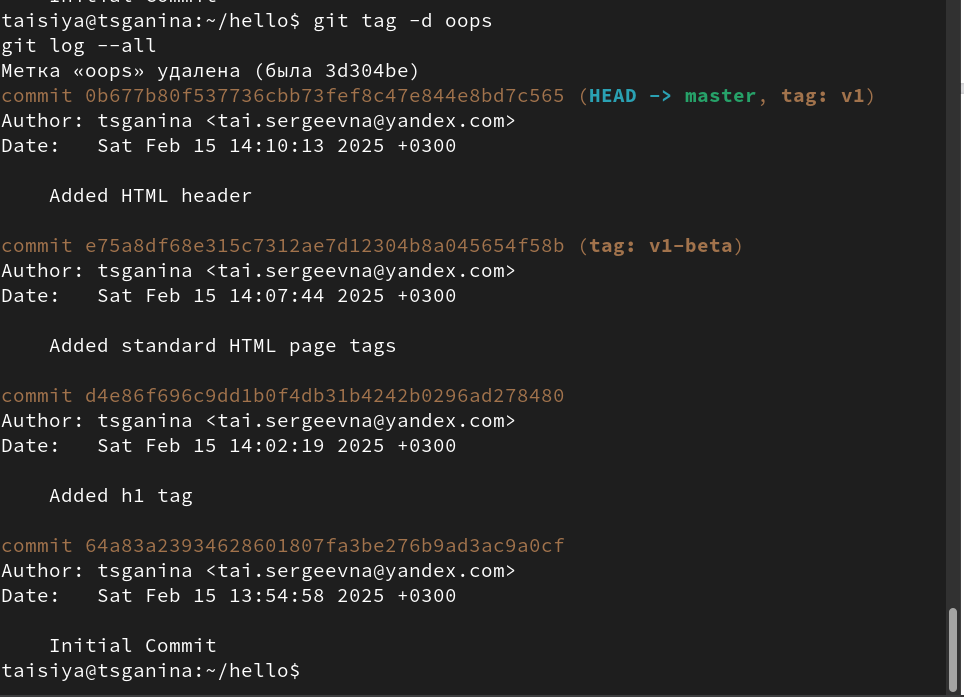 Initial Commit
taisiya@tsganina:~/hello$ git tag -d oops
git log --all
Метка «oops» удалена (была 3d304be)
commit 0b677b80f537736cbb73fef8c47e844e8bd7c565 (HEAD -> master, tag: v1)
Author: tsganina <tai.sergeevna@yandex.com>
Date:   Sat Feb 15 14:10:13 2025 +0300
    Added HTML header
commit e75a8df68e315c7312ae7d12304b8a045654f58b (tag: v1-beta)
Author: tsganina <tai.sergeevna@yandex.com>
Date:   Sat Feb 15 14:07:44 2025 +0300
    Added standard HTML page tags
commit d4e86f696c9dd1b0f4db31b4242b0296ad278480
Author: tsganina <tai.sergeevna@yandex.com>
Date:   Sat Feb 15 14:02:19 2025 +0300
    Added h1 tag
commit 64a83a23934628601807fa3be276b9ad3ac9a0cf
Author: tsganina <tai.sergeevna@yandex.com>
Date:   Sat Feb 15 13:54:58 2025 +0300
    Initial Commit
taisiya@tsganina:~/hello$